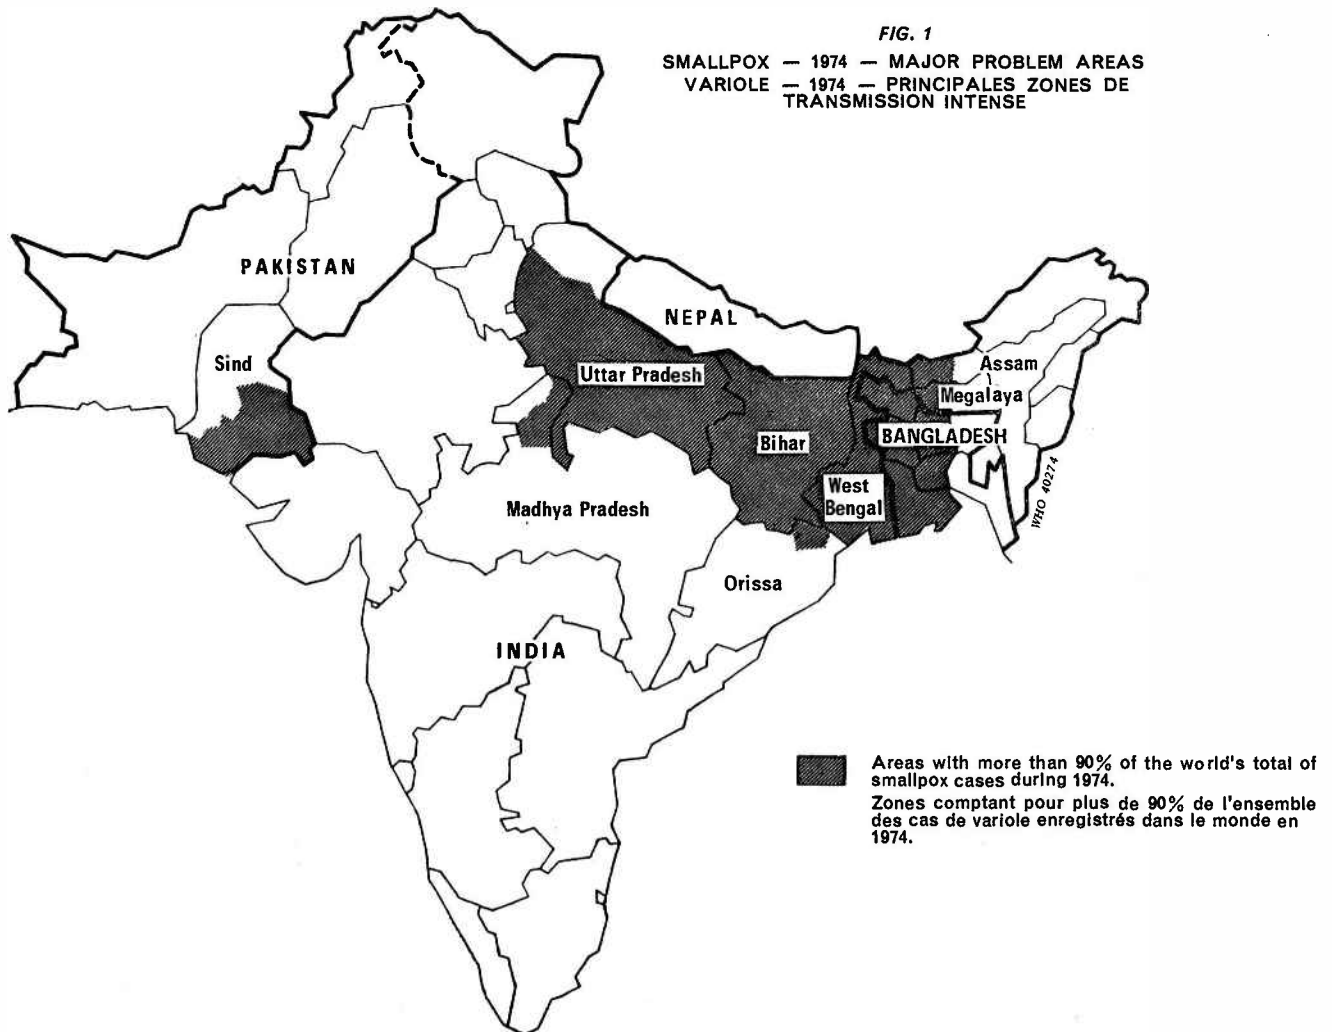 FIG. 1
SMALLPOX — 1974 — MAJOR PROBLEM AREAS
VARIOLE — 1974 — PRINCIPALES ZONES DE
TRANSMISSION INTENSE
PAKISTAN
NEPAL
Sind
Uttar Pradesh
Assam
Megalaya
Bihar
BANGLADESH
West
Bengal
Madhya Pradesh
WHO 40274
Orissa
INDIA
Areas with more than 90% of the world's total of
smallpox cases during 1974.
Zones comptant pour plus de 90% de l'ensemble
des cas de variole enregistrés dans le monde en
1974.